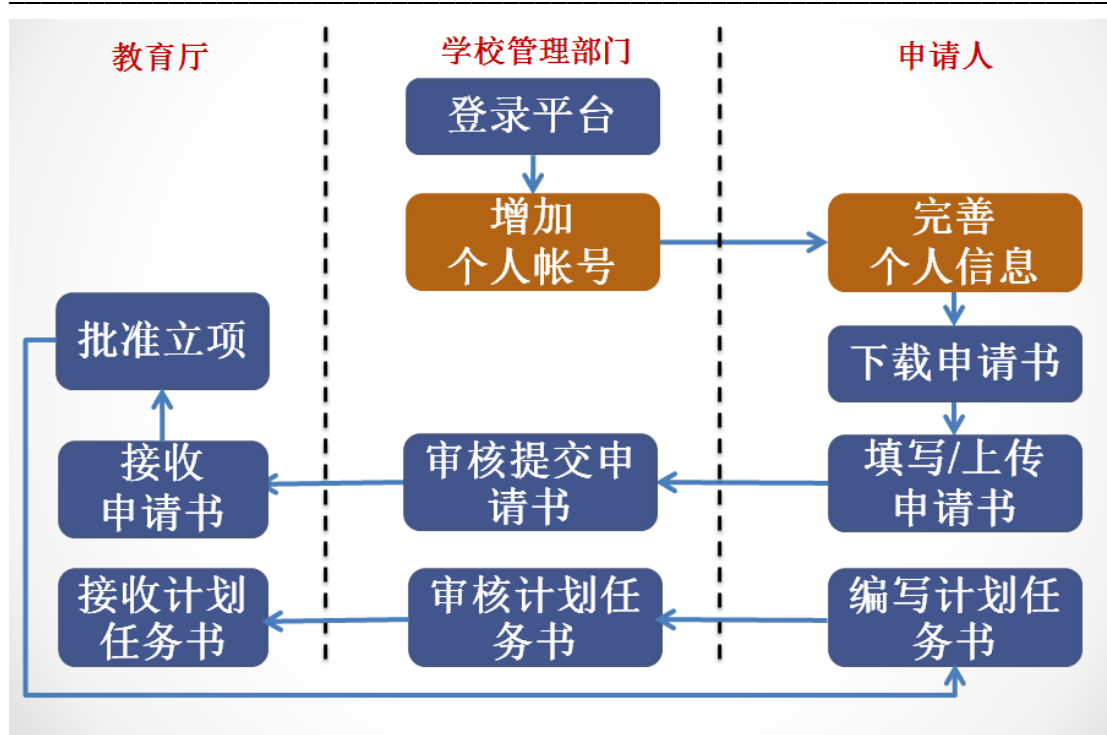 教育厅
学校管理部门
申请人
登录平台
增加
个人帐号
完善
个人信息
批准立项
下载申请书
接收
申请书
审核提交申
请书
填写/上传
申请书
接收计划
任务书
审核计划任
务书
编写计划任
务书